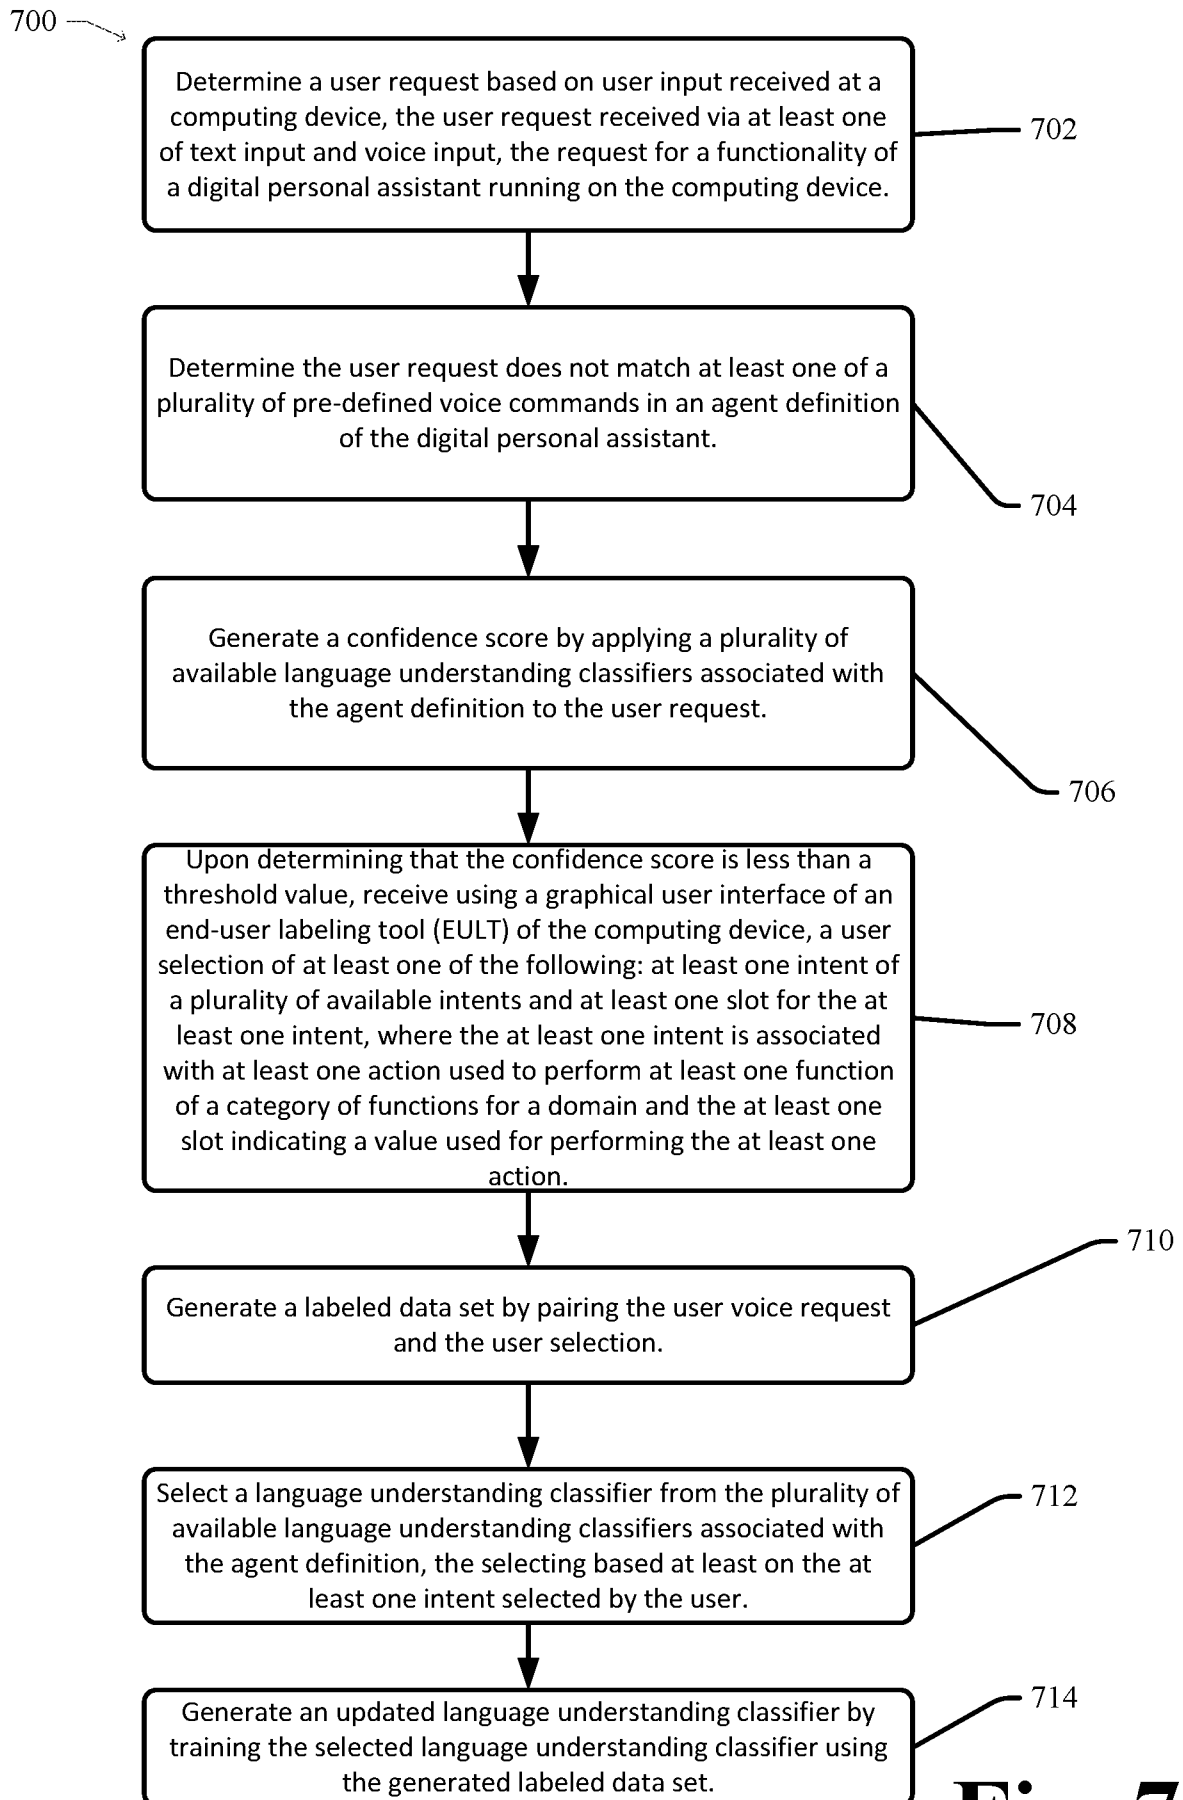 700
Determine a user request based on user input received at a
computing device, the user request received via at least one
of text input and voice input, the request for a functionality of
a digital personal assistant running on the computing device.
702
Determine the user request does not match at least one of a
plurality of pre-defined voice commands in an agent definition
of the digital personal assistant.
704
Generate a confidence score by applying a plurality of
available language understanding classifiers associated with
the agent definition to the user request.
706
Upon determining that the confidence score is less than a
threshold value, receive using a graphical user interface of an
end-user labeling tool (EULT) of the computing device, a user
selection of at least one of the following: at least one intent of
a plurality of available intents and at least one slot for the at
least one intent, where the at least one intent is associated
with at least one action used to perform at least one function
of a category of functions for a domain and the at least one
slot indicating a value used for performing the at least one
action.
708
Generate a labeled data set by pairing the user voice request
and the user selection.
710
Select a language understanding classifier from the plurality of
available language understanding classifiers associated with
the agent definition, the selecting based at least on the at
least one intent selected by the user.
712
Generate an updated language understanding classifier by
training the selected language understanding classifier using
the generated labeled data set.
714